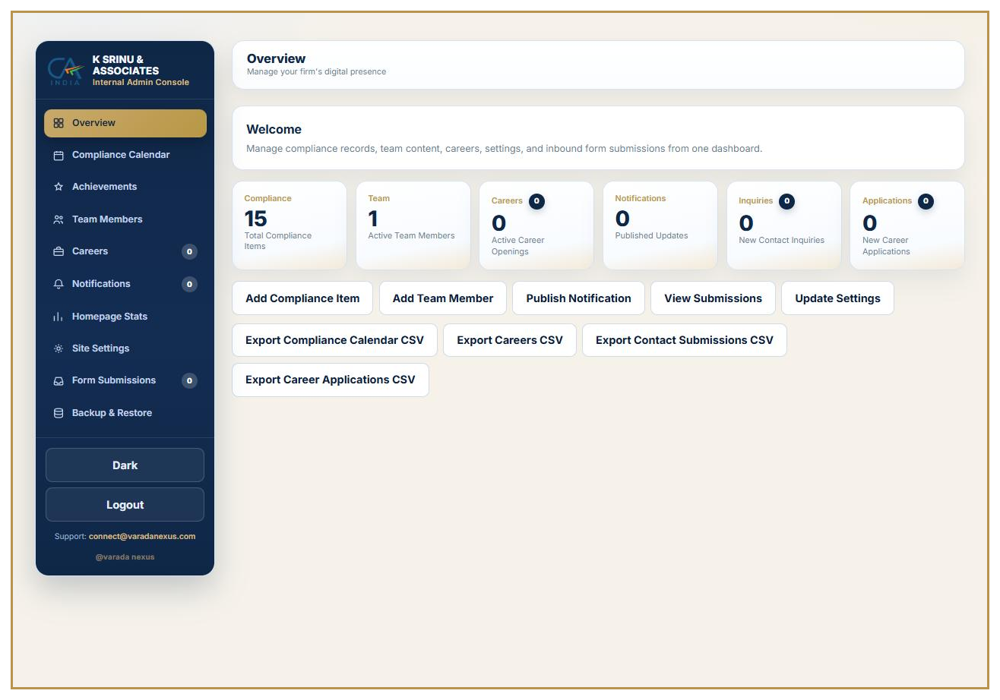 CA
INDIA
K SRINU &
ASSOCIATES
Internal Admin Console
Overview
Compliance Calendar
Achievements
Team Members
Careers 0
Notifications 0
Homepage Stats
Site Settings
Form Submissions 0
Backup & Restore
Dark
Logout
Support: connect@varadanexus.com
@varada nexus
Overview
Manage your firm's digital presence
Welcome
Manage compliance records, team content, careers, settings, and inbound form submissions from one dashboard.
Compliance
15
Total Compliance
Items
Team
1
Active Team Members
Careers 0
0
Active Career
Openings
Notifications
0
Published Updates
Inquiries 0
0
New Contact Inquiries
Applications 0
0
New Career
Applications
Add Compliance Item
Add Team Member
Publish Notification
View Submissions
Update Settings
Export Compliance Calendar CSV
Export Careers CSV
Export Contact Submissions CSV
Export Career Applications CSV